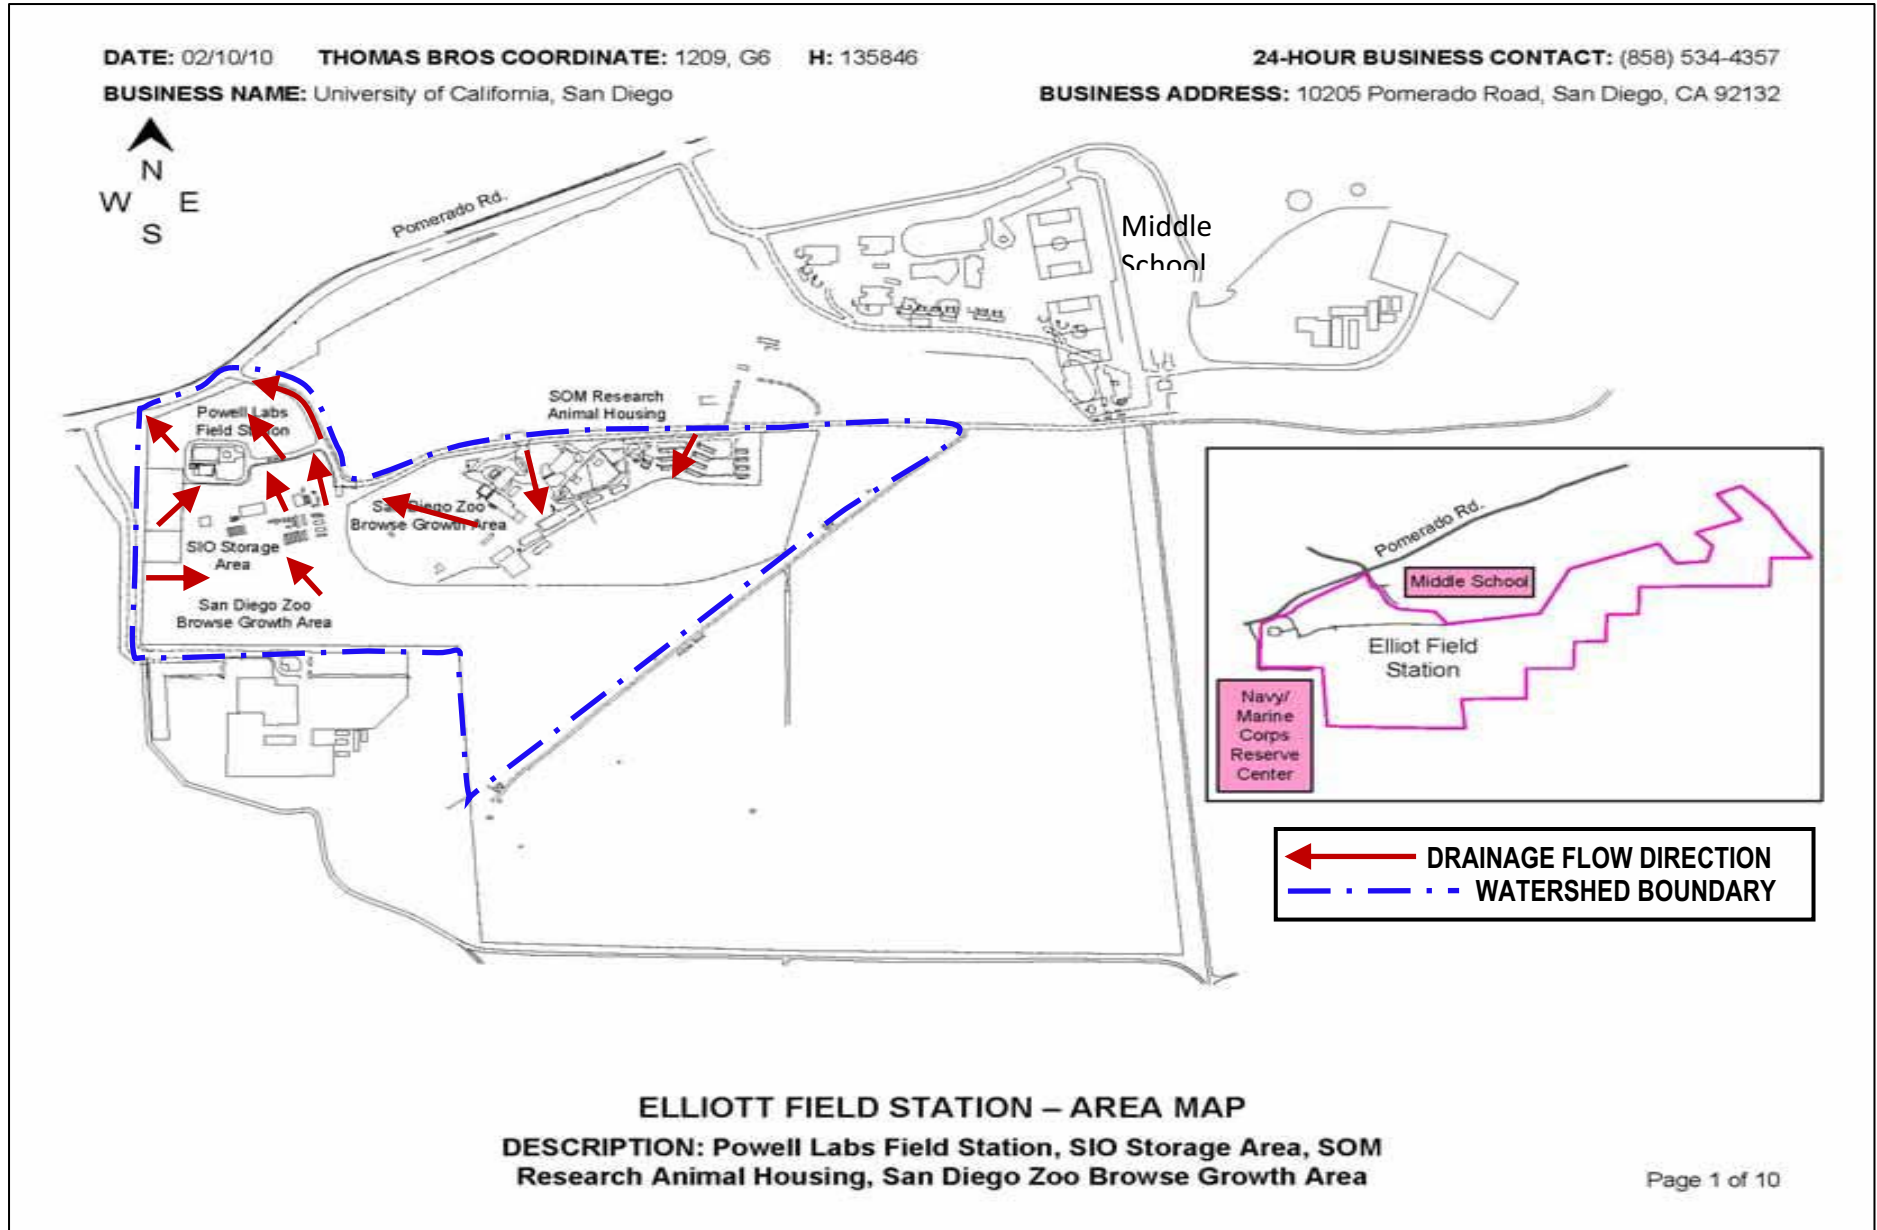 DATE: 02/10/10 THOMAS BROS COORDINATE: 1209, G6 H: 135846 24-HOUR BUSINESS CONTACT: (858) 534-4357
BUSINESS NAME: University of California, San Diego BUSINESS ADDRESS: 10205 Pomerado Road, San Diego, CA 92132
N
W E
S
Pomerado Rd.
Middle
School
SOM Research
Animal Housing
Powell Labs
Field Station
San Diego Zoo
Browse Growth Area
SIO Storage
Area
San Diego Zoo
Browse Growth Area
Pomerado Rd.
Middle School
Elliot Field
Station
Navy/
Marine
Corps
Reserve
Center
DRAINAGE FLOW DIRECTION
WATERSHED BOUNDARY
ELLIOTT FIELD STATION – AREA MAP
DESCRIPTION: Powell Labs Field Station, SIO Storage Area, SOM
Research Animal Housing, San Diego Zoo Browse Growth Area
Page 1 of 10